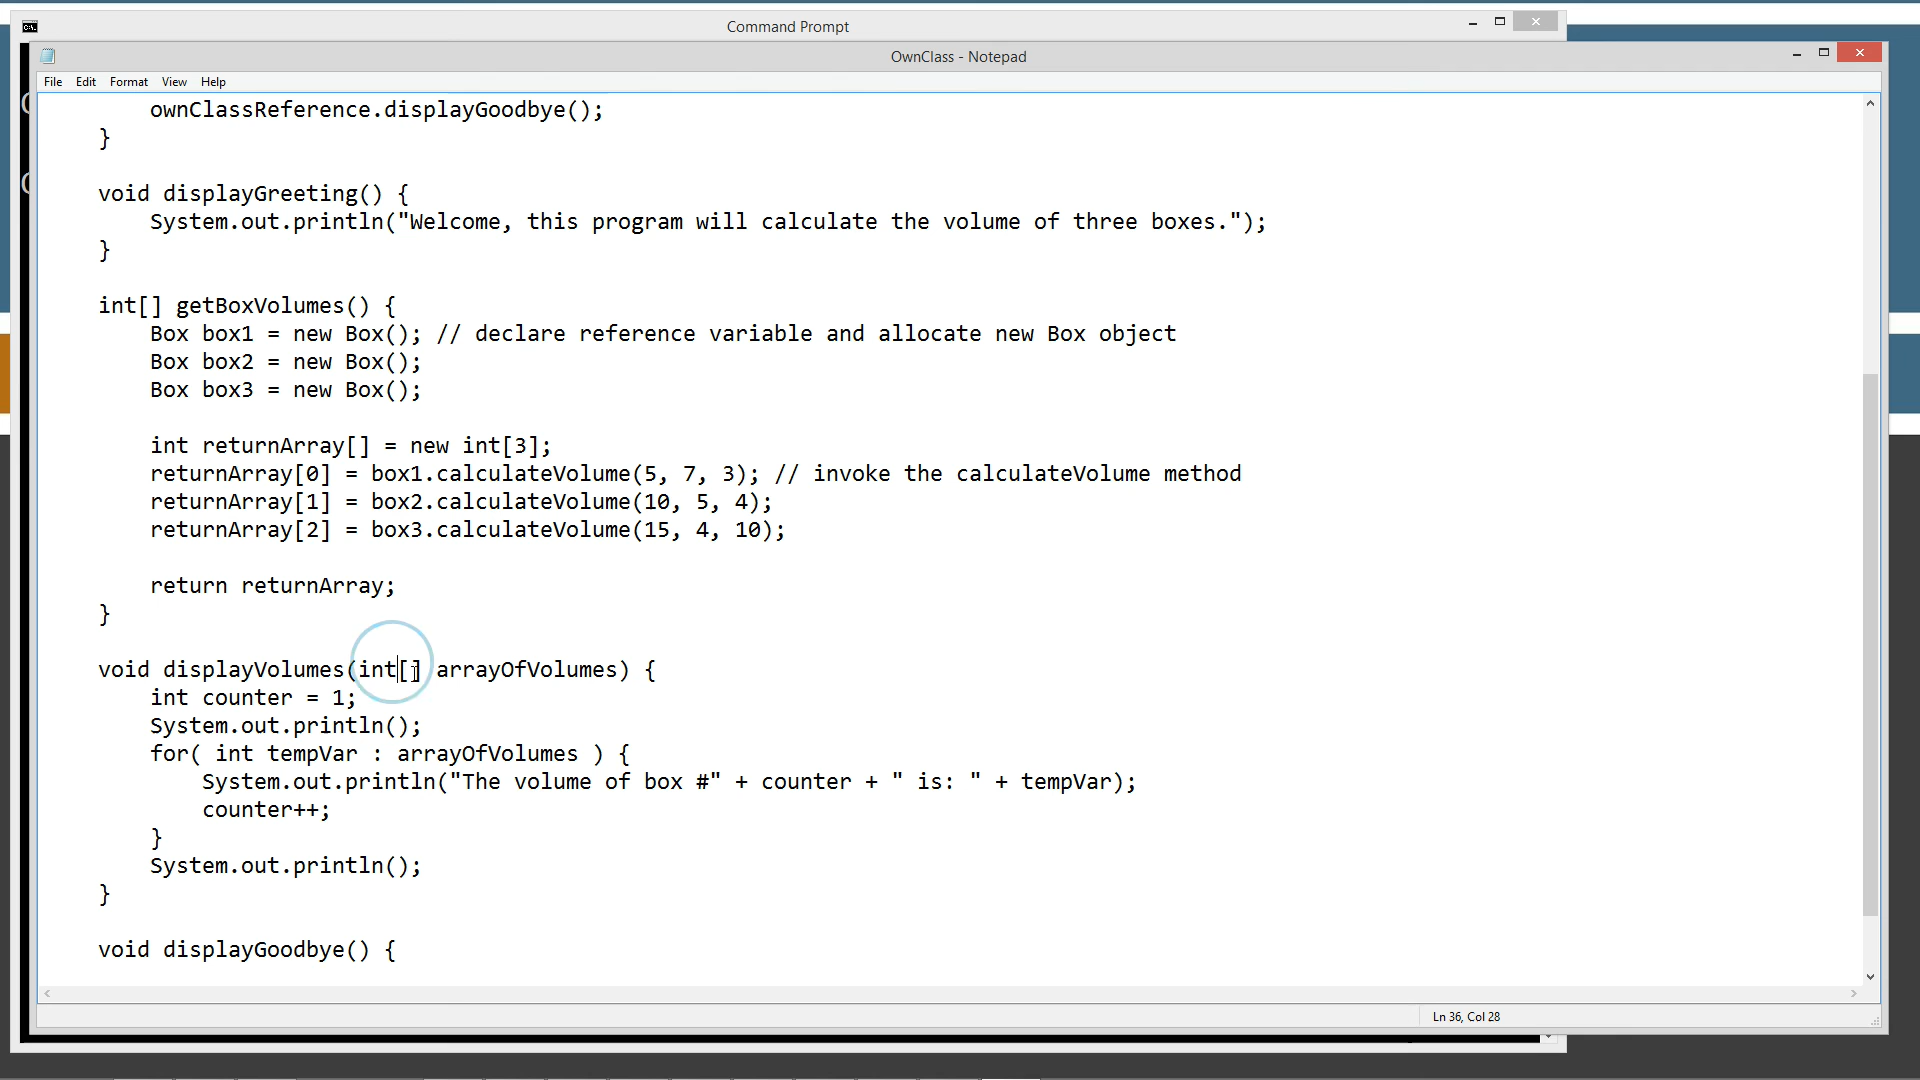 Command Prompt
OwnClass - Notepad
File Edit Format View Help
ownClassReference.displayGoodbye();
}
void displayGreeting() {
System.out.println("Welcome, this program will calculate the volume of three boxes.");
}
int[] getBoxVolumes() {
Box box1 = new Box(); // declare reference variable and allocate new Box object
Box box2 = new Box();
Box box3 = new Box();
int returnArray[] = new int[3];
returnArray[0] = box1.calculateVolume(5, 7, 3); // invoke the calculateVolume method
returnArray[1] = box2.calculateVolume(10, 5, 4);
returnArray[2] = box3.calculateVolume(15, 4, 10);
return returnArray;
}
void displayVolumes(int[] arrayOfVolumes) {
int counter = 1;
System.out.println();
for( int tempVar : arrayOfVolumes ) {
System.out.println("The volume of box #" + counter + " is: " + tempVar);
counter++;
}
System.out.println();
}
void displayGoodbye() {
Ln 36, Col 28